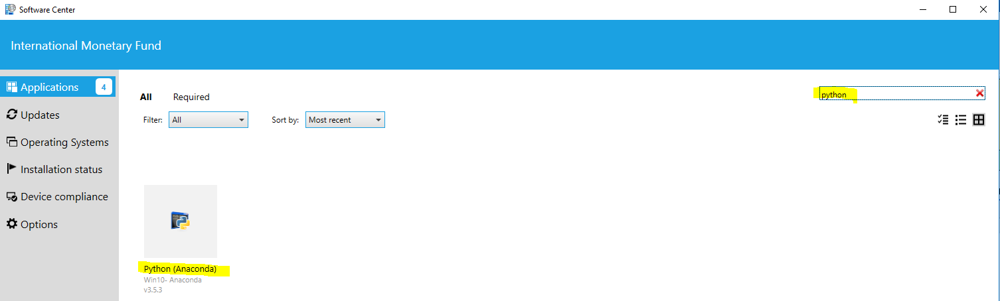 Software Center
International Monetary Fund
Applications 4
Updates
Operating Systems
Installation status
Device compliance
Options
All Required
python
Filter: All Sort by: Most recent
Python (Anaconda)
Win10- Anaconda
v3.5.3